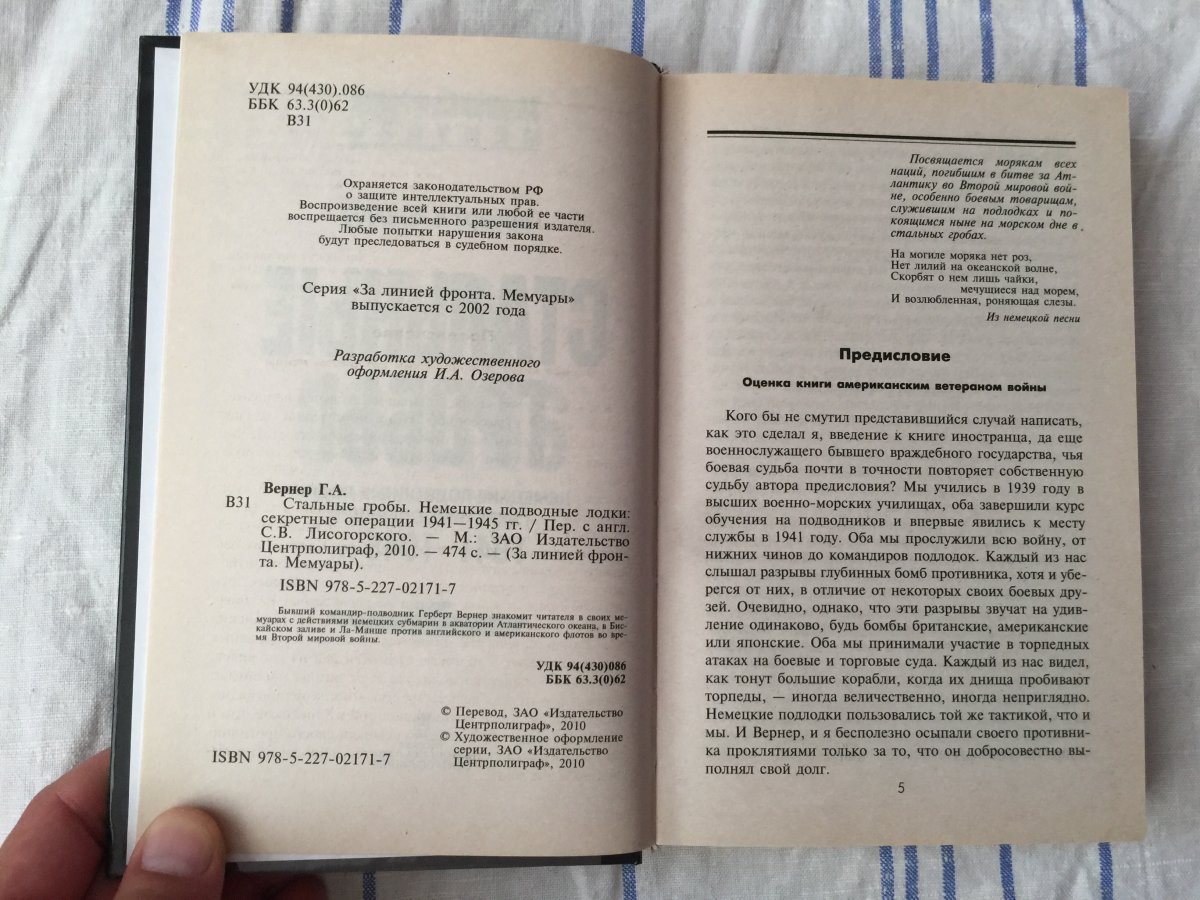 УДК 94(430).086
ББК 63.3(0)62
В31
Охраняется законодательством РФ
о защите интеллектуальных прав.
Воспроизведение всей книги или любой ее части
воспрещается без письменного разрешения издателя.
Любые попытки нарушения закона
будут преследоваться в судебном порядке.
Серия «За линией фронта. Мемуары»
выпускается с 2002 года
Разработка художественного
оформления И.А. Озерова
Вернер Г.А.
В31 Стальные гробы. Немецкие подводные лодки:
секретные операции 1941—1945 гг. / Пер. с англ.
С.В. Лисогорского. — М.: ЗАО Издательство
Центрполиграф, 2010. — 474 с. — (За линией фрон-
та. Мемуары).
ISBN 978-5-227-02171-7
Бывший командир-подводник Герберт Вернер знакомит читателя в своих ме-
муарах с действиями немецких субмарин в акватории Атлантического океана, в Бис-
кайском заливе и Ла-Манше против английского и американского флотов во вре-
мя Второй мировой войны.
УДК 94(430)086
ББК 63.3(0)62
© Перевод, ЗАО «Издательство
Центрполиграф», 2010
© Художественное оформление
серии, ЗАО «Издательство
Центрполиграф», 2010
ISBN 978-5-227-02171-7
Посвящается морякам всех
наций, погибшим в битве за Ат-
лантику во Второй мировой вой-
не, особенно боевым товарищам,
служившим на подлодках и по-
коящимся ныне на морском дне в
стальных гробах.
На могиле моряка нет роз,
Нет лилий на океанской волне,
Скорбят о нем лишь чайки,
мечущиеся над морем,
И возлюбленная, роняющая слезы.
Из немецкой песни
Предисловие
Оценка книги американским ветераном войны
Кого бы не смутил представившийся случай написать,
как это сделал я, введение к книге иностранца, да еще
военнослужащего бывшего враждебного государства, чья
боевая судьба почти в точности повторяет собственную
судьбу автора предисловия? Мы учились в 1939 году в
высших военно-морских училищах, оба завершили курс
обучения на подводников и впервые явились к месту
службы в 1941 году. Оба мы прослужили всю войну, от
нижних чинов до командиров подлодок. Каждый из нас
слышал разрывы глубинных бомб противника, хотя и убе-
регся от них, в отличие от некоторых своих боевых дру-
зей. Очевидно, однако, что эти разрывы звучат на удив-
ление одинаково, будь бомбы британские, американские
или японские. Оба мы принимали участие в торпедных
атаках на боевые и торговые суда. Каждый из нас видел,
как тонут большие корабли, когда их днища пробивают
торпеды, — иногда величественно, иногда неприглядно.
Немецкие подлодки пользовались той же тактикой, что и
мы. И Вернер, и я бесполезно осыпали своего противни-
ка проклятиями только за то, что он добросовестно вы-
полнял свой долг.
5